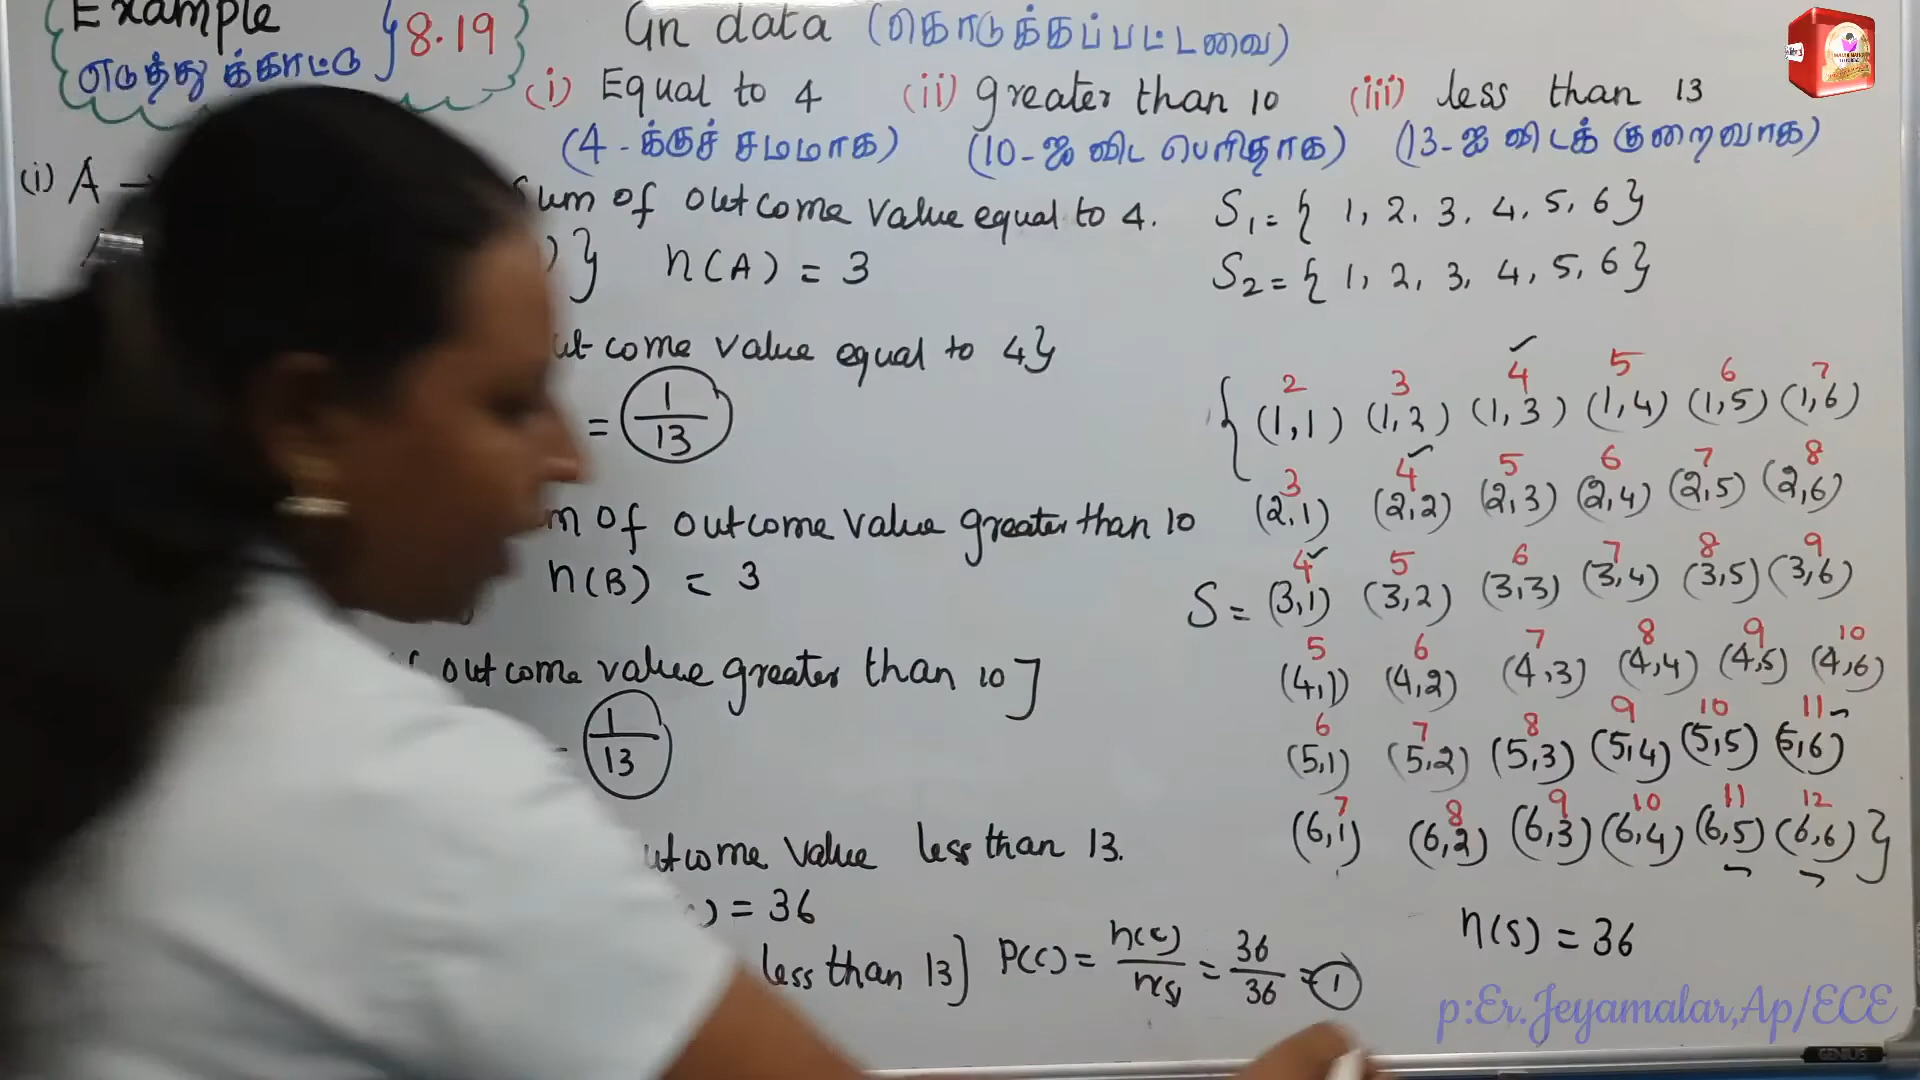 Example
எடுத்துக்காட்டு } 8.19
Gn data (கொடுக்கப்பட்டவை)
(i) Equal to 4 (ii) greater than 10 (iii) less than 13
(4-க்குச் சமமாக) (10-ஐ விட பெரிதாக) (13-ஐ விடக் குறைவாக)
(i) A → Sum of outcome value equal to 4.
)} n(A) = 3
utcome value equal to 4}
= 1/13
m of outcome value greater than 10
n(B) = 3
f outcome value greater than 10]
= 1/13
utcome value less than 13.
) = 36
less than 13] P(C) = n(C)/n(S) = 36/36 = 1
S1 = { 1, 2, 3, 4, 5, 6}
S2 = { 1, 2, 3, 4, 5, 6}
2 3 4 ✓ 5 6 7
{ (1,1) (1,2) (1,3) (1,4) (1,5) (1,6)
3 4 ✓ 5 6 7 8
(2,1) (2,2) (2,3) (2,4) (2,5) (2,6)
4 ✓ 5 6 7 8 9
S = (3,1) (3,2) (3,3) (3,4) (3,5) (3,6)
5 6 7 8 9 10
(4,1) (4,2) (4,3) (4,4) (4,5) (4,6)
6 7 8 9 10 11
(5,1) (5,2) (5,3) (5,4) (5,5) (5,6)
7 8 9 10 11 12
(6,1) (6,2) (6,3) (6,4) (6,5) (6,6) }
n(S) = 36
p:Er.Jeyamalar,Ap/ECE
GENIUS